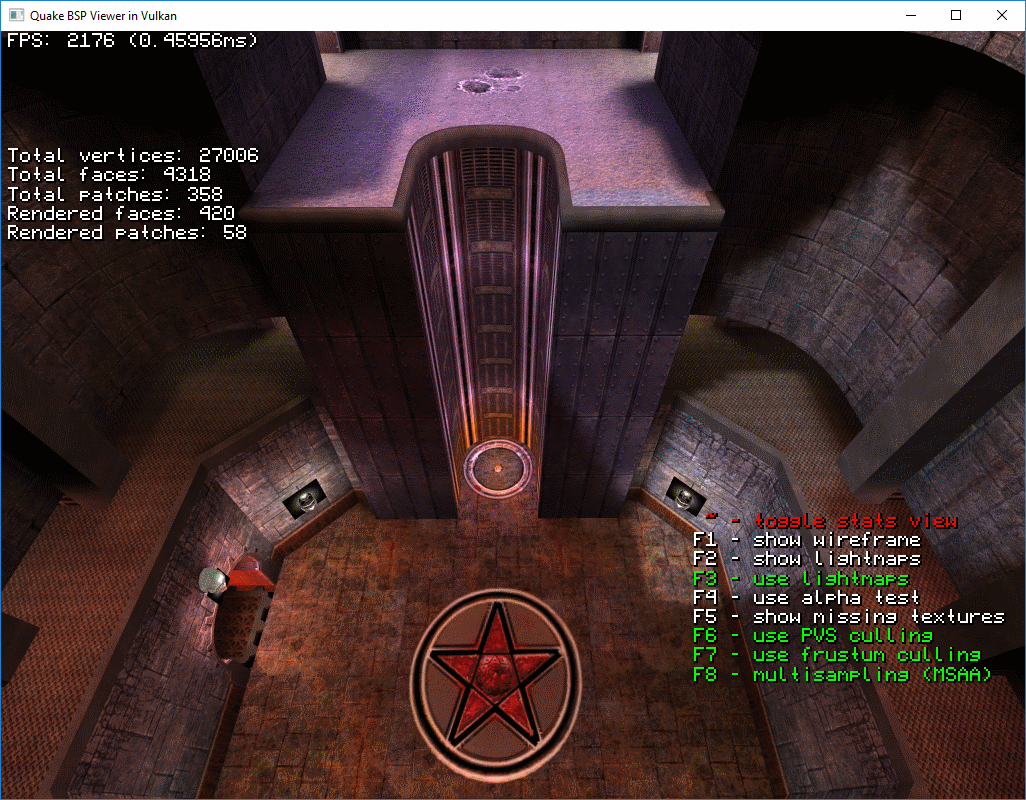 Quake BSP Viewer in Vulkan
FPS: 2176 (0.45956ms)
Total vertices: 27006
Total faces: 4318
Total patches: 358
Rendered faces: 420
Rendered patches: 58
~ - toggle stats view
F1 - show wireframe
F2 - show lightmaps
F3 - use lightmaps
F4 - use alpha test
F5 - show missing textures
F6 - use PVS culling
F7 - use frustum culling
F8 - multisampling (MSAA)